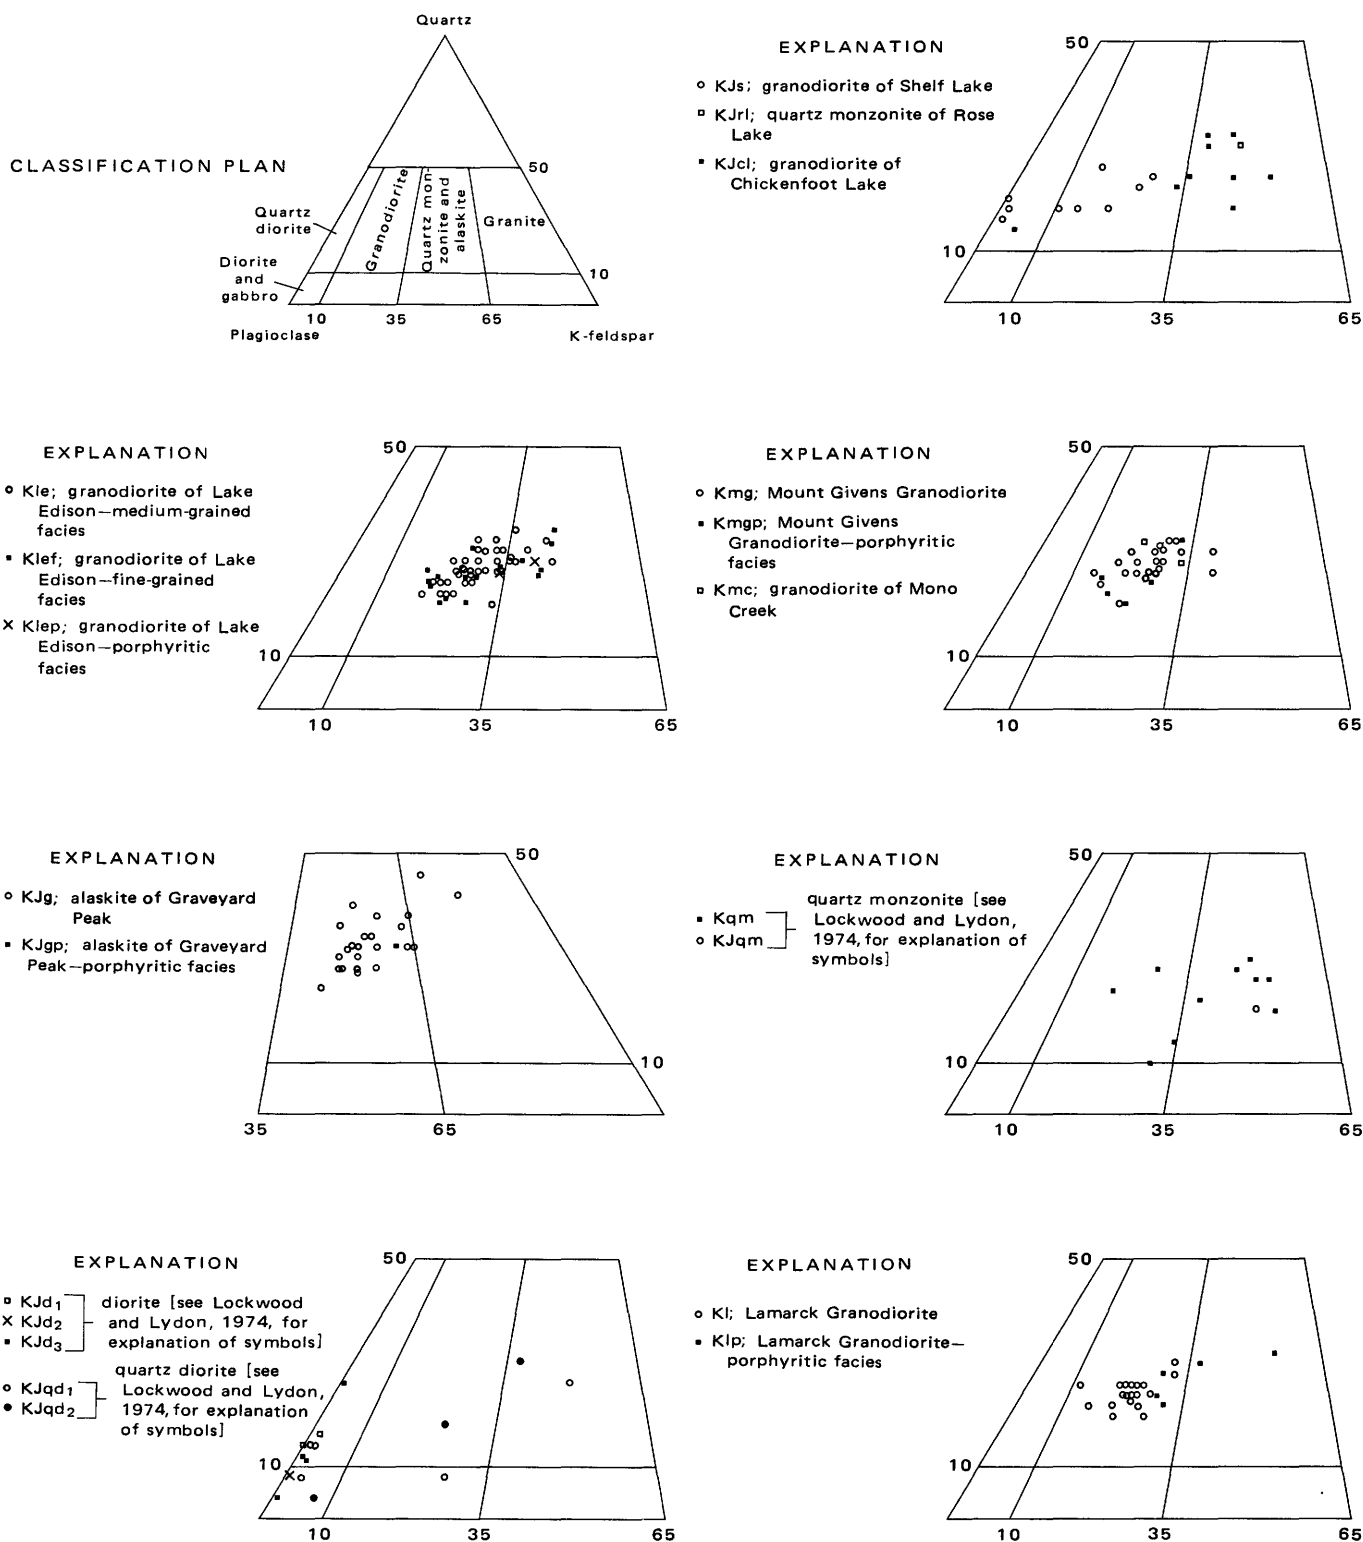 Quartz
CLASSIFICATION PLAN
50
Quartz
diorite
Granodiorite
Quartz mon-
zonite and
alaskite
Granite
Diorite
and
gabbro
10
10 35 65
Plagioclase K-feldspar
EXPLANATION
KJs; granodiorite of Shelf Lake
KJrl; quartz monzonite of Rose
Lake
KJcl; granodiorite of
Chickenfoot Lake
50
10
10 35 65
EXPLANATION
Kle; granodiorite of Lake
Edison—medium-grained
facies
Klef; granodiorite of Lake
Edison—fine-grained
facies
Klep; granodiorite of Lake
Edison—porphyritic
facies
50
10
10 35 65
EXPLANATION
Kmg; Mount Givens Granodiorite
Kmgp; Mount Givens
Granodiorite—porphyritic
facies
Kmc; granodiorite of Mono
Creek
50
10
10 35 65
EXPLANATION
KJg; alaskite of Graveyard
Peak
KJgp; alaskite of Graveyard
Peak—porphyritic facies
50
10
35 65
EXPLANATION
Kqm
KJqm
quartz monzonite [see
Lockwood and Lydon,
1974, for explanation of
symbols]
50
10
10 35 65
EXPLANATION
KJd1
KJd2
KJd3
diorite [see Lockwood
and Lydon, 1974, for
explanation of symbols]
KJqd1
KJqd2
quartz diorite [see
Lockwood and Lydon,
1974, for explanation
of symbols]
50
10
10 35 65
EXPLANATION
Kl; Lamarck Granodiorite
Klp; Lamarck Granodiorite—
porphyritic facies
50
10
10 35 65